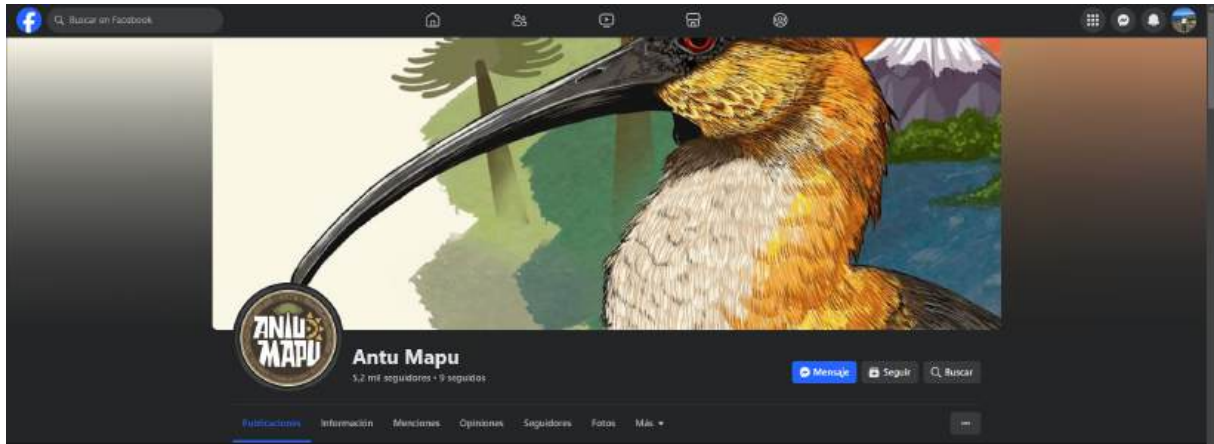 Buscar en Facebook
ANTU
MAPU
Antu Mapu
5,2 mil seguidores • 9 seguidos
Mensaje
Seguir
Buscar
Publicaciones Información Menciones Opiniones Seguidores Fotos Más